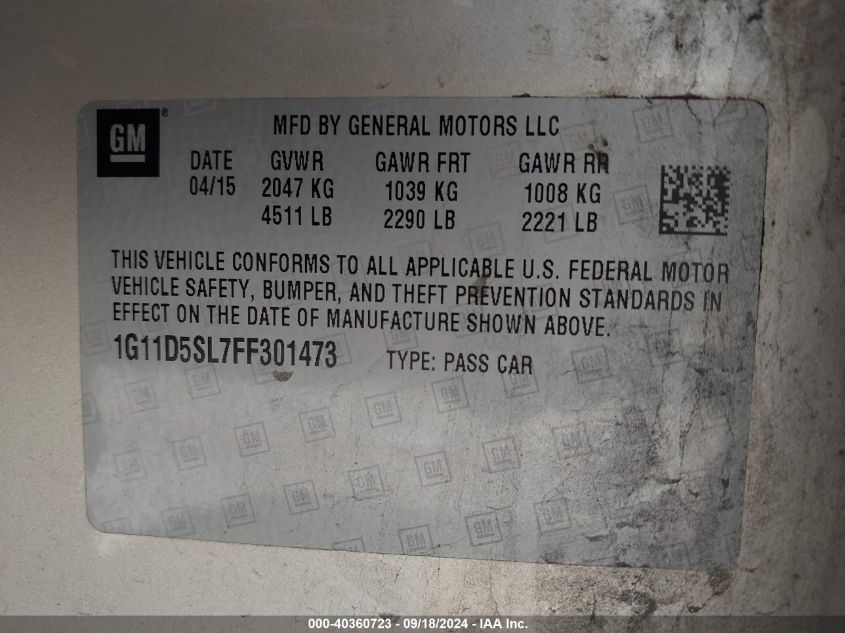 GM®
MFD BY GENERAL MOTORS LLC
DATE GVWR GAWR FRT GAWR RR
04/15 2047 KG 1039 KG 1008 KG
4511 LB 2290 LB 2221 LB
THIS VEHICLE CONFORMS TO ALL APPLICABLE U.S. FEDERAL MOTOR
VEHICLE SAFETY, BUMPER, AND THEFT PREVENTION STANDARDS IN
EFFECT ON THE DATE OF MANUFACTURE SHOWN ABOVE.
1G11D5SL7FF301473 TYPE: PASS CAR
000-40360723 - 09/18/2024 - IAA Inc.